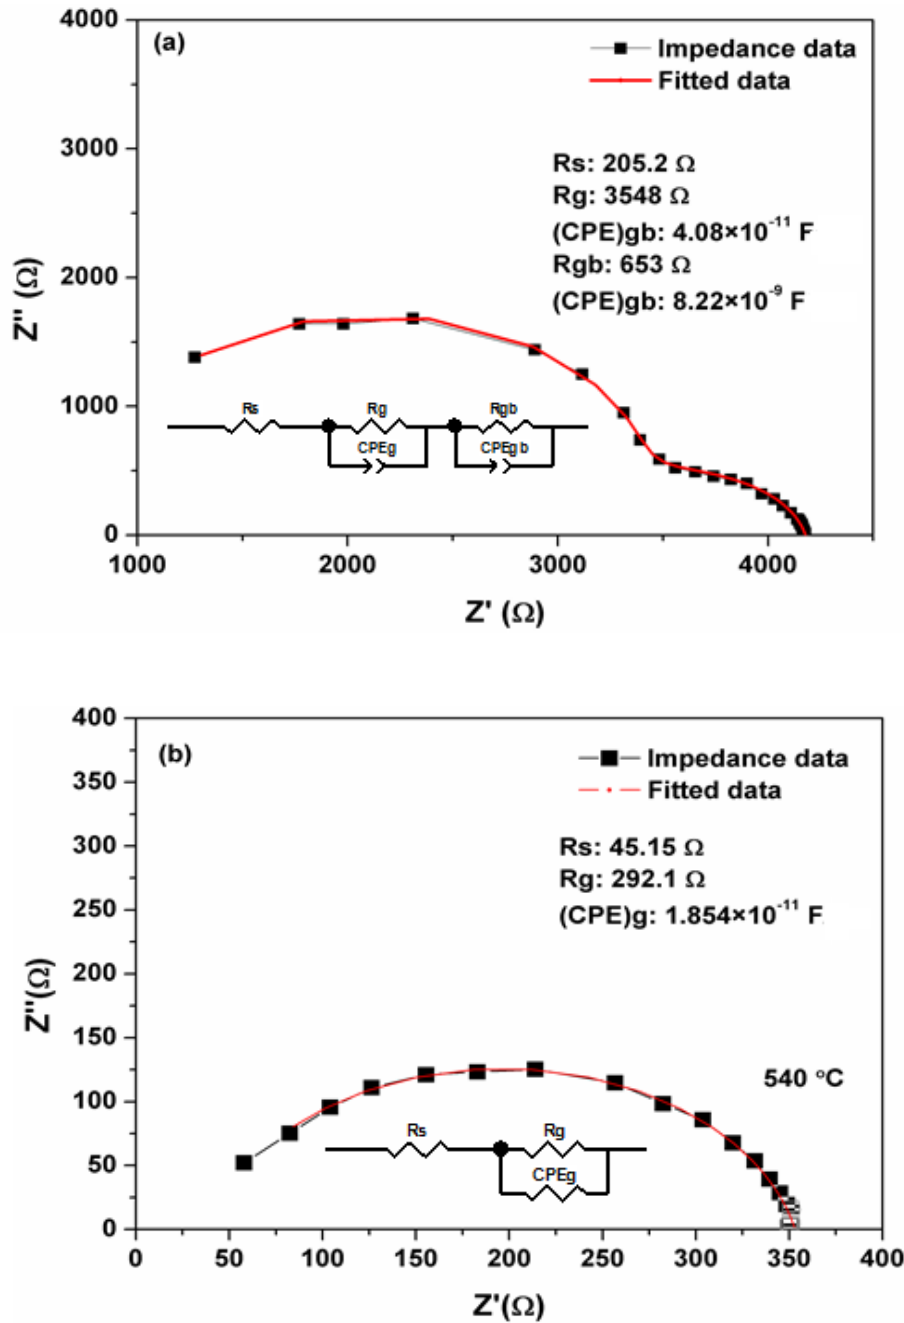 (a)
Impedance data
Fitted data
Rs: 205.2 Ω
Rg: 3548 Ω
(CPE)gb: 4.08×10⁻¹¹ F
Rgb: 653 Ω
(CPE)gb: 8.22×10⁻⁹ F
Z'' (Ω)
4000
3000
2000
1000
0
Rs
Rg
CPEg
Rgb
CPEgb
1000
2000
3000
4000
Z' (Ω)
(b)
Impedance data
Fitted data
Rs: 45.15 Ω
Rg: 292.1 Ω
(CPE)g: 1.854×10⁻¹¹ F
540 °C
Z''(Ω)
400
350
300
250
200
150
100
50
0
Rs
Rg
CPEg
0
50
100
150
200
250
300
350
400
Z'(Ω)